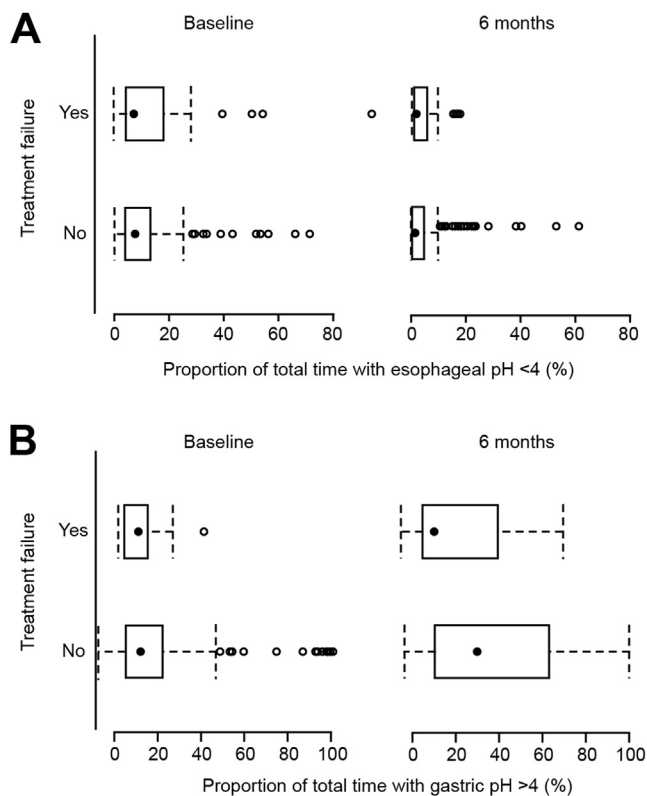 A
Baseline 6 months
Treatment failure
Yes
No
0 20 40 60 80 0 20 40 60 80
Proportion of total time with esophageal pH <4 (%)
B
Baseline 6 months
Treatment failure
Yes
No
0 20 40 60 80 100 0 20 40 60 80 100
Proportion of total time with gastric pH >4 (%)